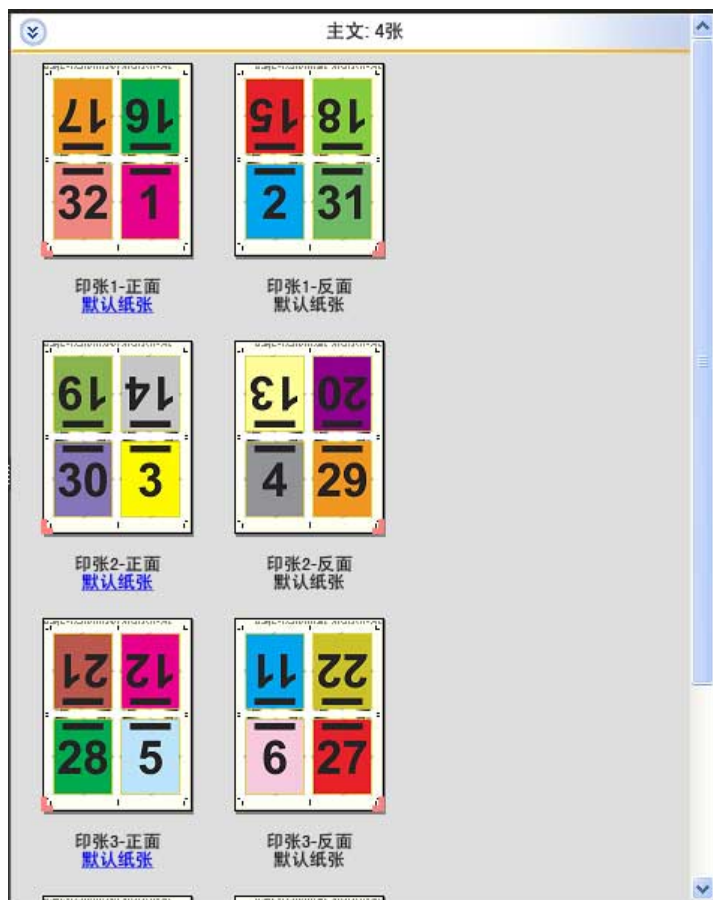 主文: 4张
17 16
32 1
15 18
2 31
印张1-正面
默认纸张
印张1-反面
默认纸张
19 14
30 3
13 20
4 29
印张2-正面
默认纸张
印张2-反面
默认纸张
21 12
28 5
11 22
6 27
印张3-正面
默认纸张
印张3-反面
默认纸张